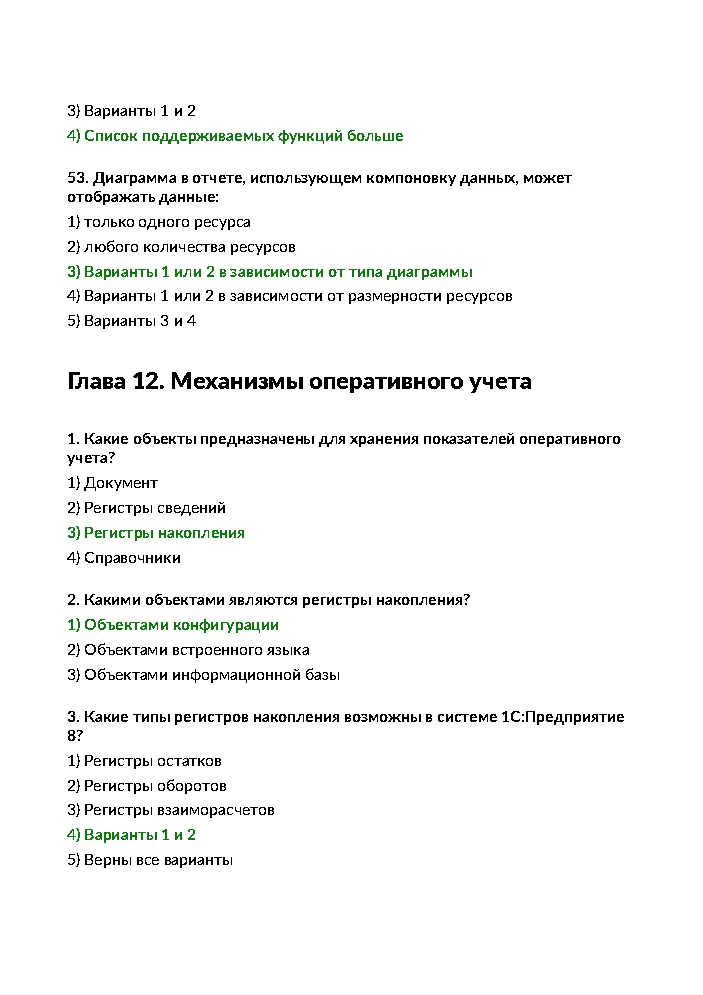 3) Варианты 1 и 2
4) Список поддерживаемых функций больше
53. Диаграмма в отчете, использующем компоновку данных, может
отображать данные:
1) только одного ресурса
2) любого количества ресурсов
3) Варианты 1 или 2 в зависимости от типа диаграммы
4) Варианты 1 или 2 в зависимости от размерности ресурсов
5) Варианты 3 и 4
Глава 12. Механизмы оперативного учета
1. Какие объекты предназначены для хранения показателей оперативного
учета?
1) Документ
2) Регистры сведений
3) Регистры накопления
4) Справочники
2. Какими объектами являются регистры накопления?
1) Объектами конфигурации
2) Объектами встроенного языка
3) Объектами информационной базы
3. Какие типы регистров накопления возможны в системе 1С:Предприятие
8?
1) Регистры остатков
2) Регистры оборотов
3) Регистры взаиморасчетов
4) Варианты 1 и 2
5) Верны все варианты